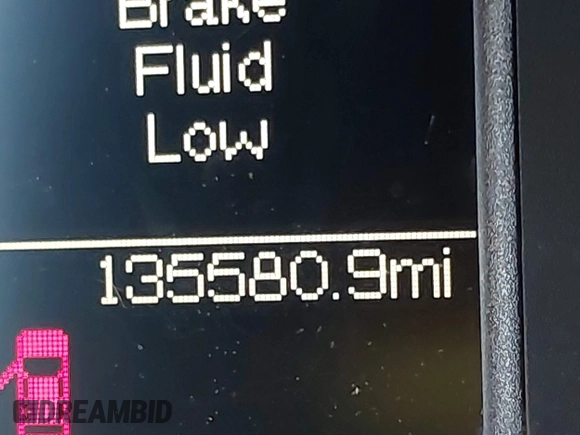 Brake
Fluid
Low
135580.9mi
DREAMBID